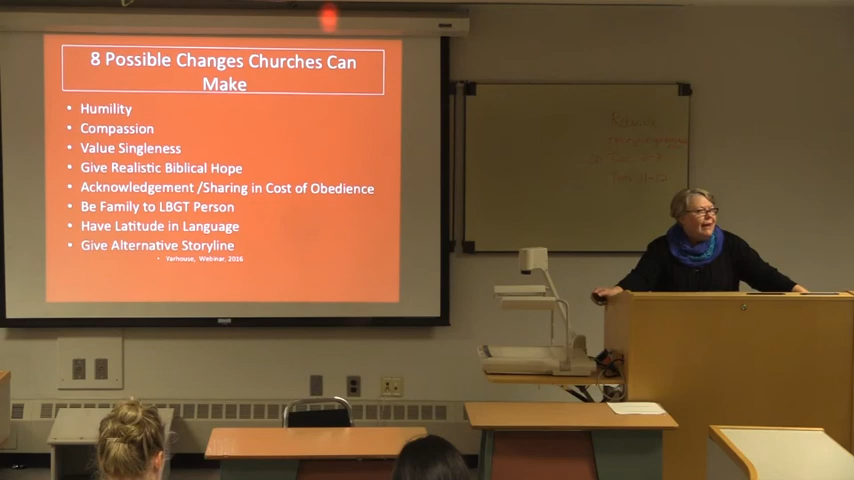 8 Possible Changes Churches Can
Make
• Humility
• Compassion
• Value Singleness
• Give Realistic Biblical Hope
• Acknowledgement /Sharing in Cost of Obedience
• Be Family to LBGT Person
• Have Latitude in Language
• Give Alternative Storyline
• Yarhouse, Webinar, 2016